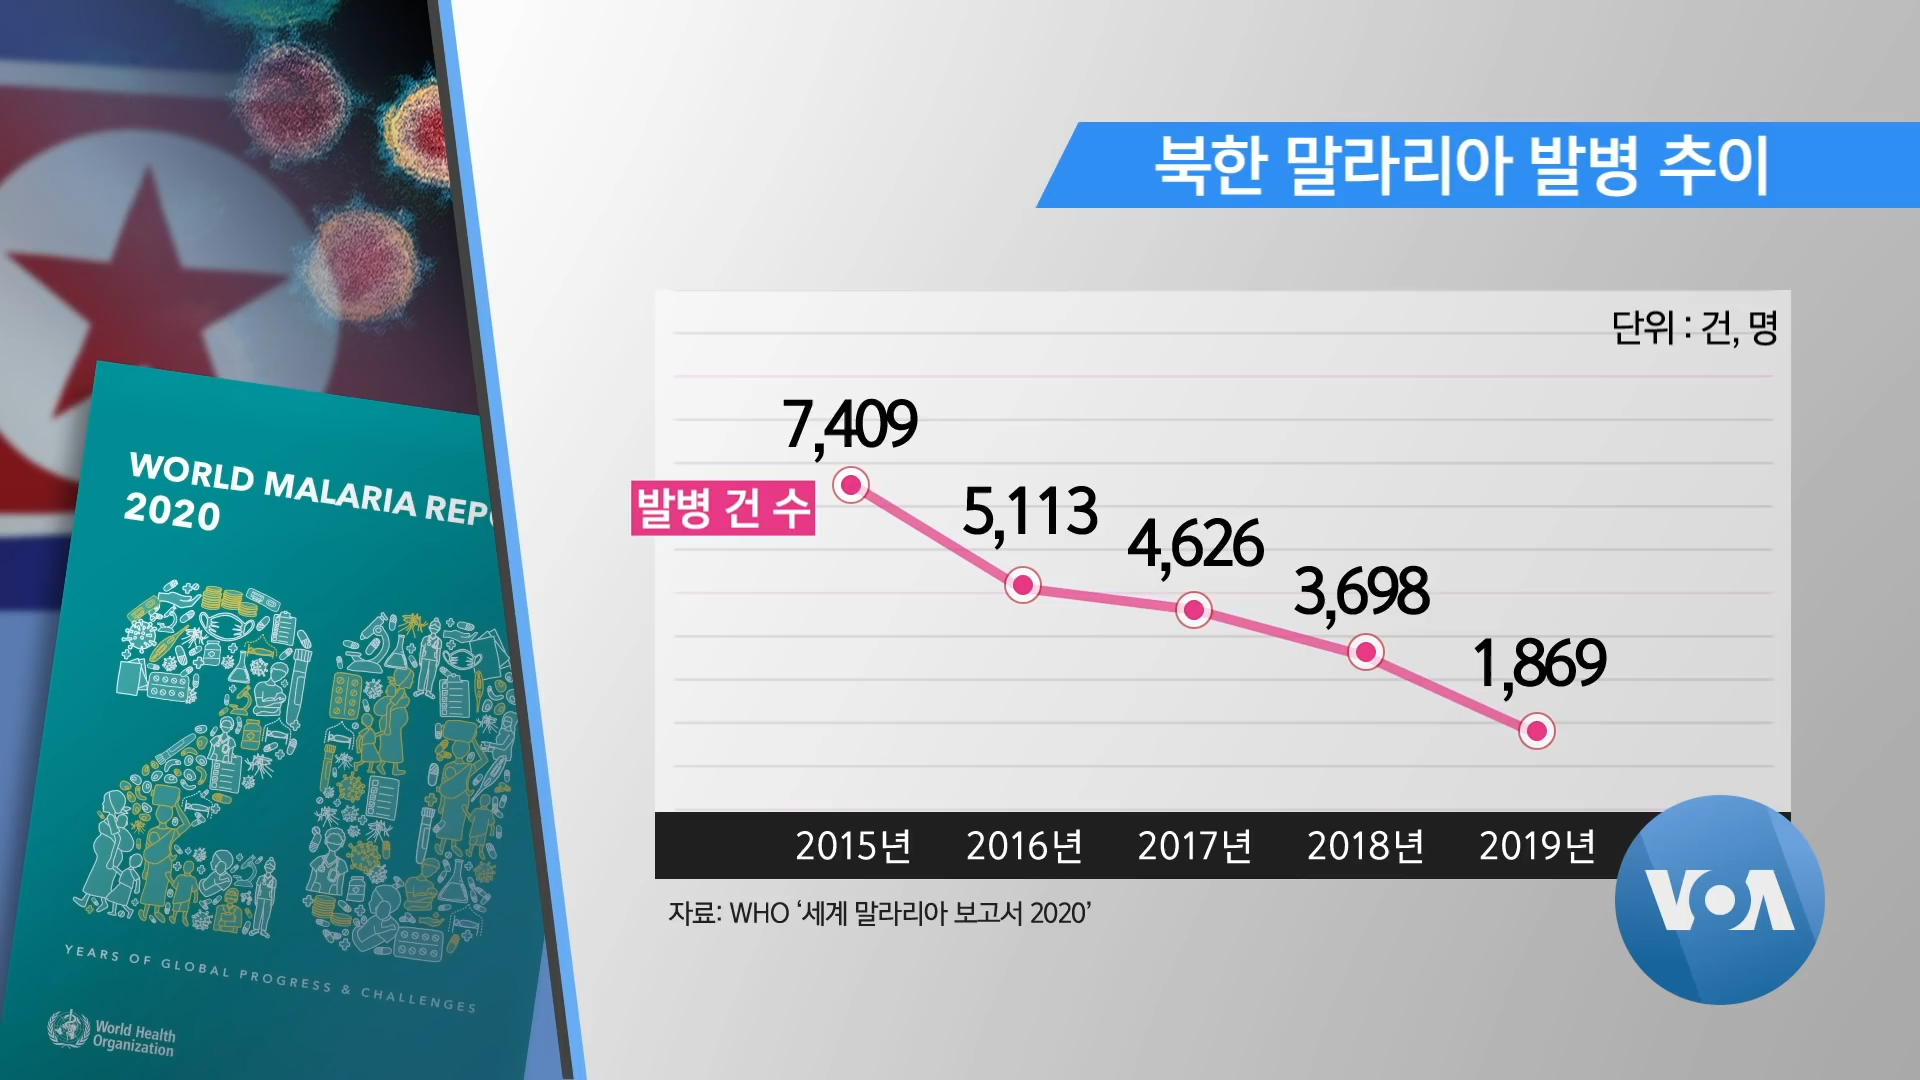 북한 말라리아 발병 추이
단위 : 건, 명
7,409
발병 건 수
5,113
4,626
3,698
1,869
2015년 2016년 2017년 2018년 2019년
자료: WHO ‘세계 말라리아 보고서 2020’
VOA
WORLD MALARIA
2020
20
YEARS OF GLOBAL PROGRESS & CHALLENGES
World Health
Organization